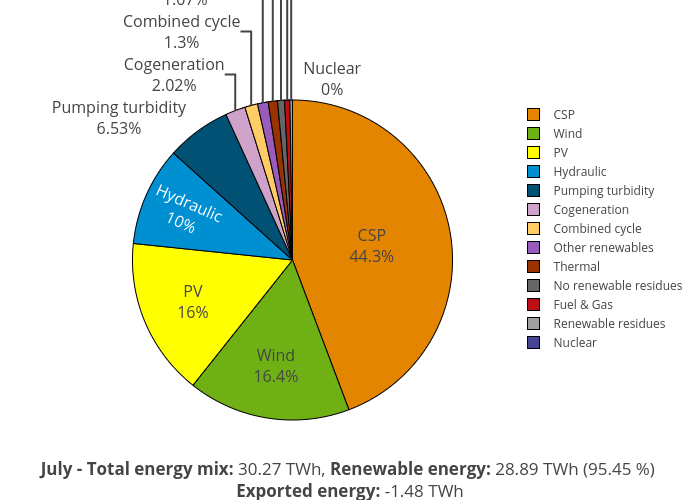 1.07%
Combined cycle
1.3%
Cogeneration
2.02%
Pumping turbidity
6.53%
Nuclear
0%
Hydraulic
10%
CSP
44.3%
PV
16%
Wind
16.4%
CSP
Wind
PV
Hydraulic
Pumping turbidity
Cogeneration
Combined cycle
Other renewables
Thermal
No renewable residues
Fuel & Gas
Renewable residues
Nuclear
July - Total energy mix: 30.27 TWh, Renewable energy: 28.89 TWh (95.45 %)
Exported energy: -1.48 TWh